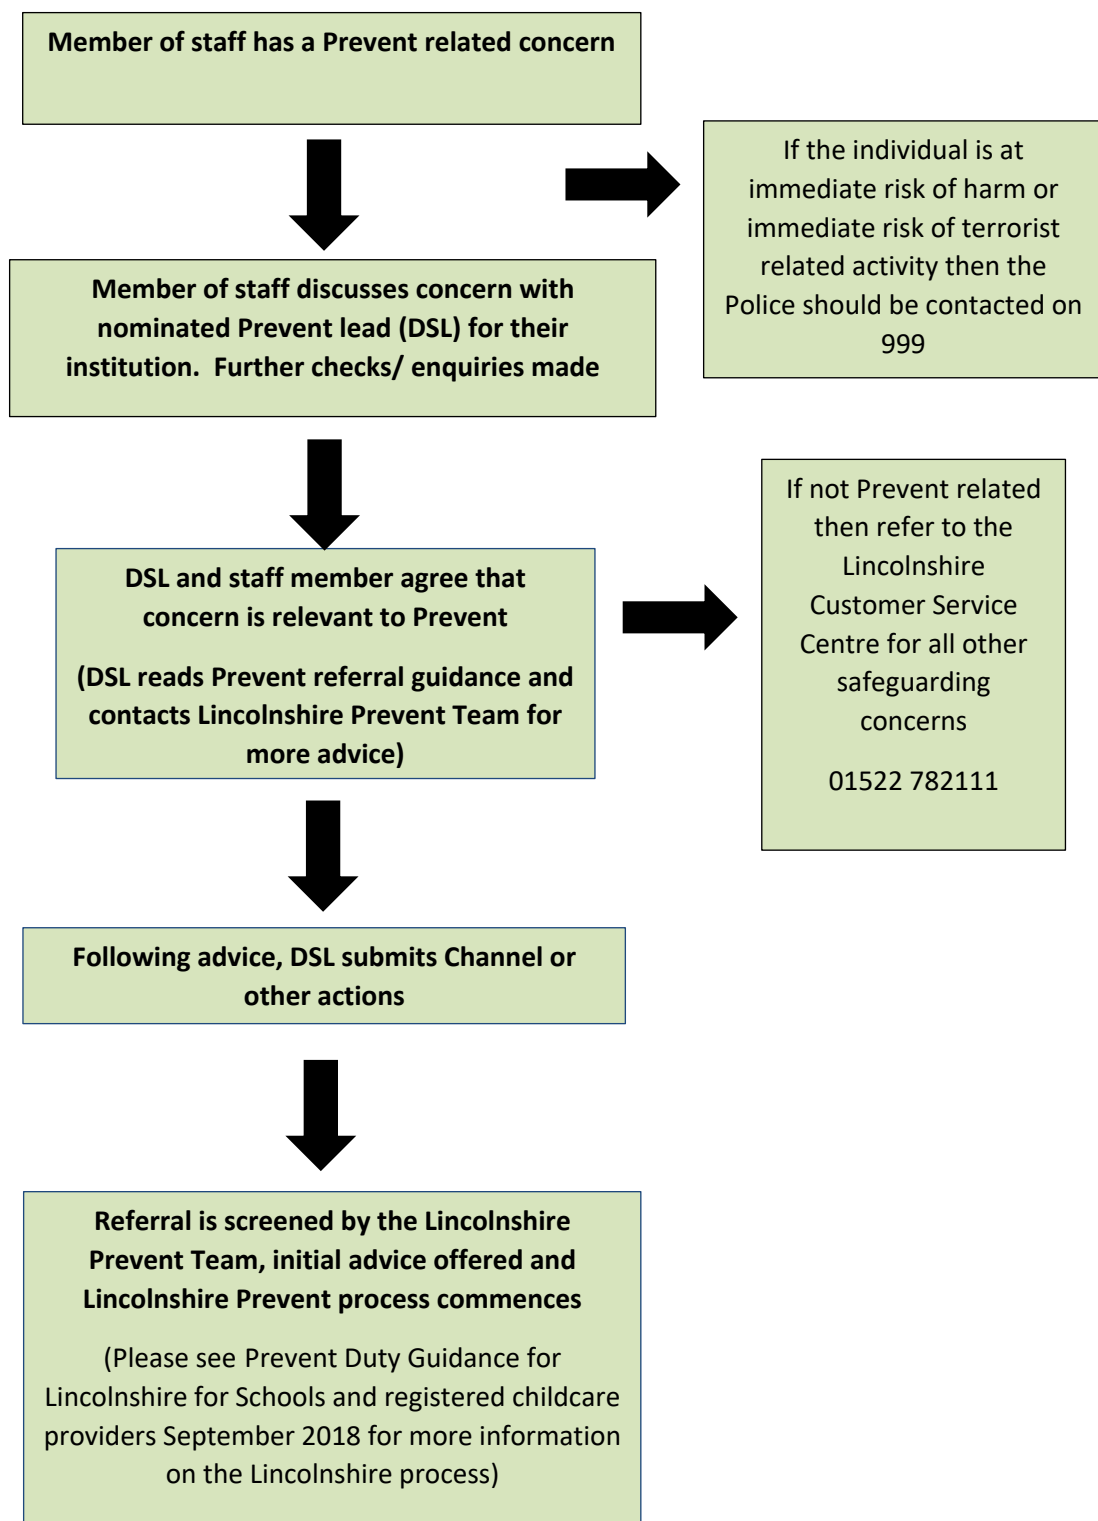 Member of staff has a Prevent related concern
If the individual is at
immediate risk of harm or
immediate risk of terrorist
related activity then the
Police should be contacted on
999
Member of staff discusses concern with
nominated Prevent lead (DSL) for their
institution.  Further checks/ enquiries made
DSL and staff member agree that
concern is relevant to Prevent
(DSL reads Prevent referral guidance and
contacts Lincolnshire Prevent Team for
more advice)
If not Prevent related
then refer to the
Lincolnshire
Customer Service
Centre for all other
safeguarding
concerns
01522 782111
Following advice, DSL submits Channel or
other actions
Referral is screened by the Lincolnshire
Prevent Team, initial advice offered and
Lincolnshire Prevent process commences
(Please see Prevent Duty Guidance for
Lincolnshire for Schools and registered childcare
providers September 2018 for more information
on the Lincolnshire process)